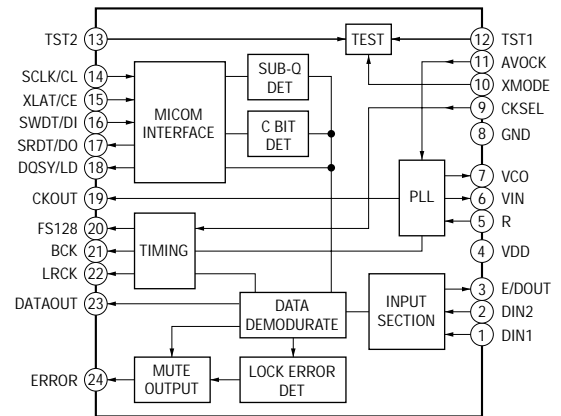 TST2 13 TEST 12 TST1
11 AVOCK
SCLK/CL 14 SUB-Q
DET 10 XMODE
XLAT/CE 15 MICOM
INTERFACE 9 CKSEL
SWDT/DI 16 C BIT
DET 8 GND
SRDT/DO 17
DQSY/LD 18 7 VCO
CKOUT 19 PLL 6 VIN
FS128 20 5 R
BCK 21 TIMING 4 VDD
LRCK 22
3 E/DOUT
DATAOUT 23 DATA
DEMODURATE INPUT
SECTION 2 DIN2
1 DIN1
ERROR 24 MUTE
OUTPUT LOCK ERROR
DET